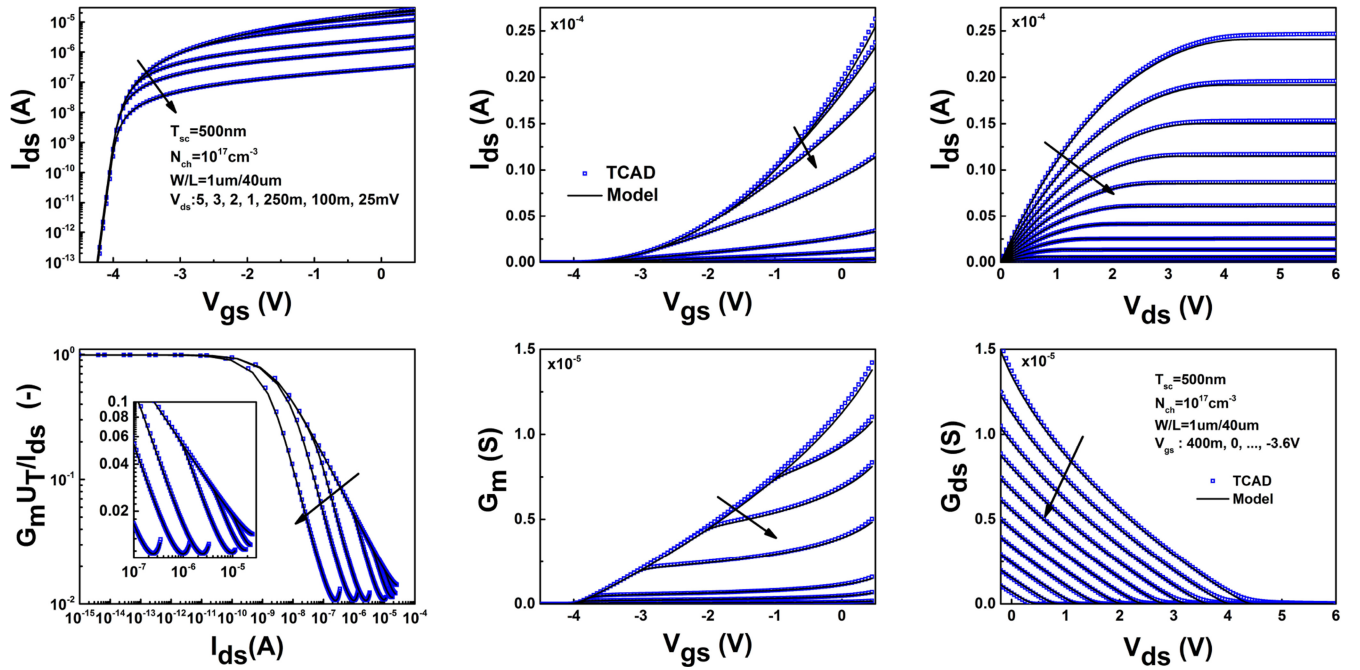 10⁻⁵
10⁻⁶
10⁻⁷
10⁻⁸
10⁻⁹
10⁻¹⁰
10⁻¹¹
10⁻¹²
10⁻¹³
I_ds (A)
T_sc=500nm
N_ch=10¹⁷cm⁻³
W/L=1um/40um
V_ds:5, 3, 2, 1, 250m, 100m, 25mV
-4 -3 -2 -1 0
V_gs (V)
x10⁻⁴
0.25
0.20
0.15
0.10
0.05
0.00
I_ds (A)
TCAD
Model
-4 -3 -2 -1 0
V_gs (V)
x10⁻⁴
0.25
0.20
0.15
0.10
0.05
0.00
I_ds (A)
0 1 2 3 4 5 6
V_ds (V)
10⁰
10⁻¹
10⁻²
G_mU_T/I_ds (-)
0.1
0.08
0.06
0.04
0.02
10⁻⁷ 10⁻⁶ 10⁻⁵
10⁻¹⁵ 10⁻¹⁴ 10⁻¹³ 10⁻¹² 10⁻¹¹ 10⁻¹⁰ 10⁻⁹ 10⁻⁸ 10⁻⁷ 10⁻⁶ 10⁻⁵ 10⁻⁴
I_ds(A)
1.5
x10⁻⁵
1.0
0.5
0.0
G_m (S)
-4 -3 -2 -1 0
V_gs (V)
1.5
x10⁻⁵
1.0
0.5
0.0
G_ds (S)
T_sc=500nm
N_ch=10¹⁷cm⁻³
W/L=1um/40um
V_gs : 400m, 0, ..., -3.6V
TCAD
Model
0 1 2 3 4 5 6
V_ds (V)